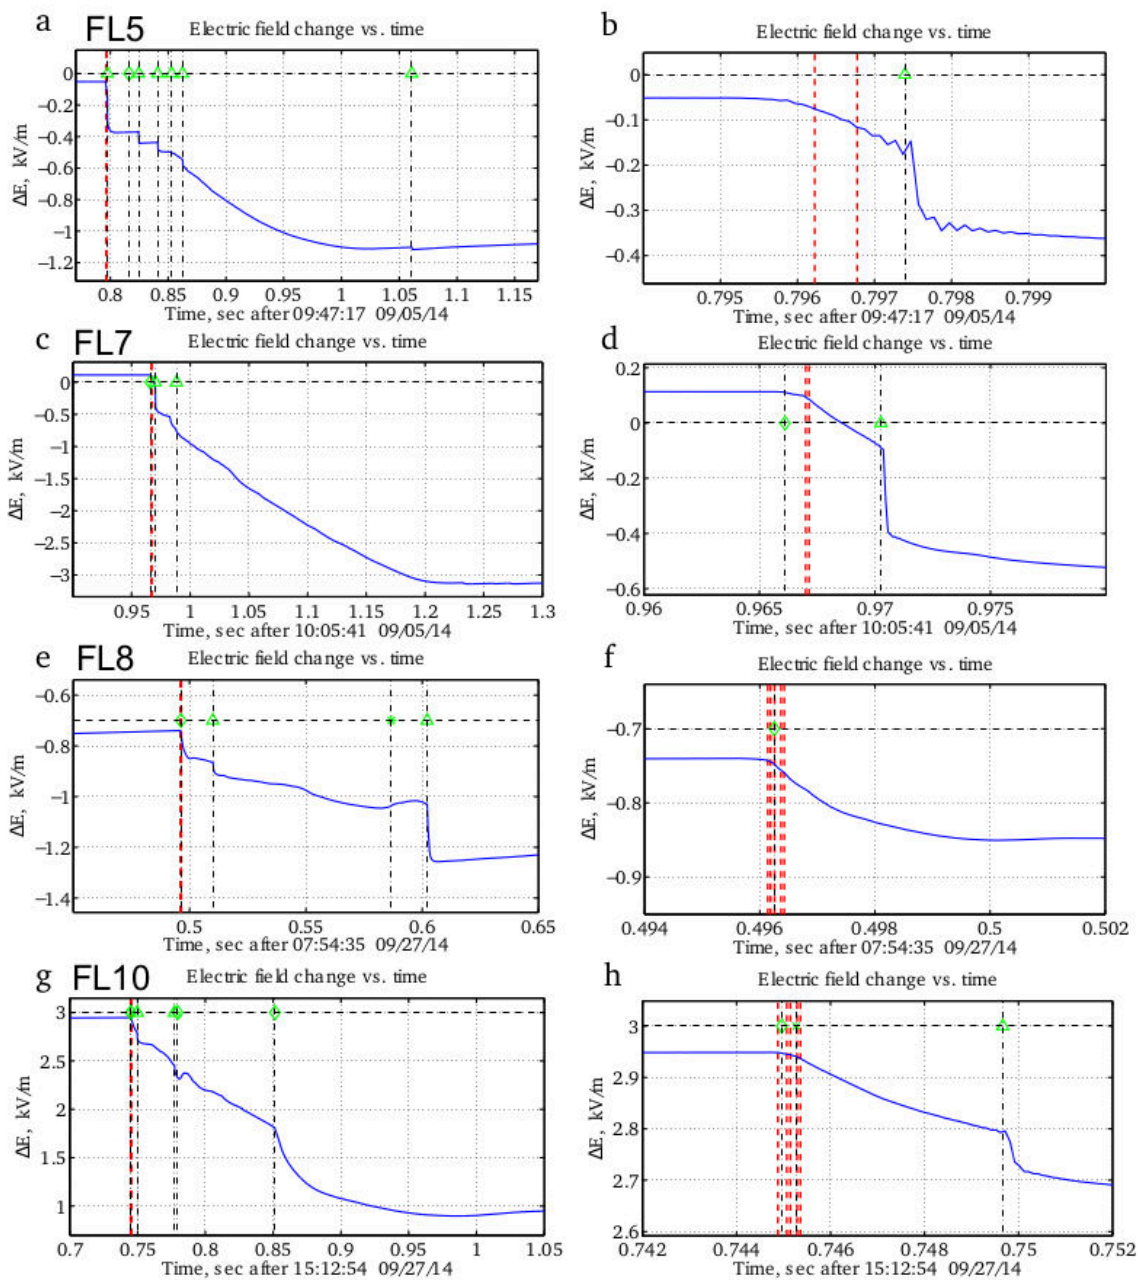 a FL5 Electric field change vs. time
0
−0.2
−0.4
−0.6
−0.8
−1
−1.2
ΔE, kV/m
0.8 0.85 0.9 0.95 1 1.05 1.1 1.15
Time, sec after 09:47:17 09/05/14
b Electric field change vs. time
0
−0.1
−0.2
−0.3
−0.4
ΔE, kV/m
0.795 0.796 0.797 0.798 0.799
Time, sec after 09:47:17 09/05/14
c FL7 Electric field change vs. time
0
−0.5
−1
−1.5
−2
−2.5
−3
ΔE, kV/m
0.95 1 1.05 1.1 1.15 1.2 1.25 1.3
Time, sec after 10:05:41 09/05/14
d Electric field change vs. time
0.2
0
−0.2
−0.4
−0.6
ΔE, kV/m
0.96 0.965 0.97 0.975
Time, sec after 10:05:41 09/05/14
e FL8 Electric field change vs. time
−0.6
−0.8
−1
−1.2
−1.4
ΔE, kV/m
0.5 0.55 0.6 0.65
Time, sec after 07:54:35 09/27/14
f Electric field change vs. time
−0.7
−0.8
−0.9
ΔE, kV/m
0.494 0.496 0.498 0.5 0.502
Time, sec after 07:54:35 09/27/14
g FL10 Electric field change vs. time
3
2.5
2
1.5
1
ΔE, kV/m
0.7 0.75 0.8 0.85 0.9 0.95 1 1.05
Time, sec after 15:12:54 09/27/14
h Electric field change vs. time
3
2.9
2.8
2.7
2.6
ΔE, kV/m
0.742 0.744 0.746 0.748 0.75 0.752
Time, sec after 15:12:54 09/27/14